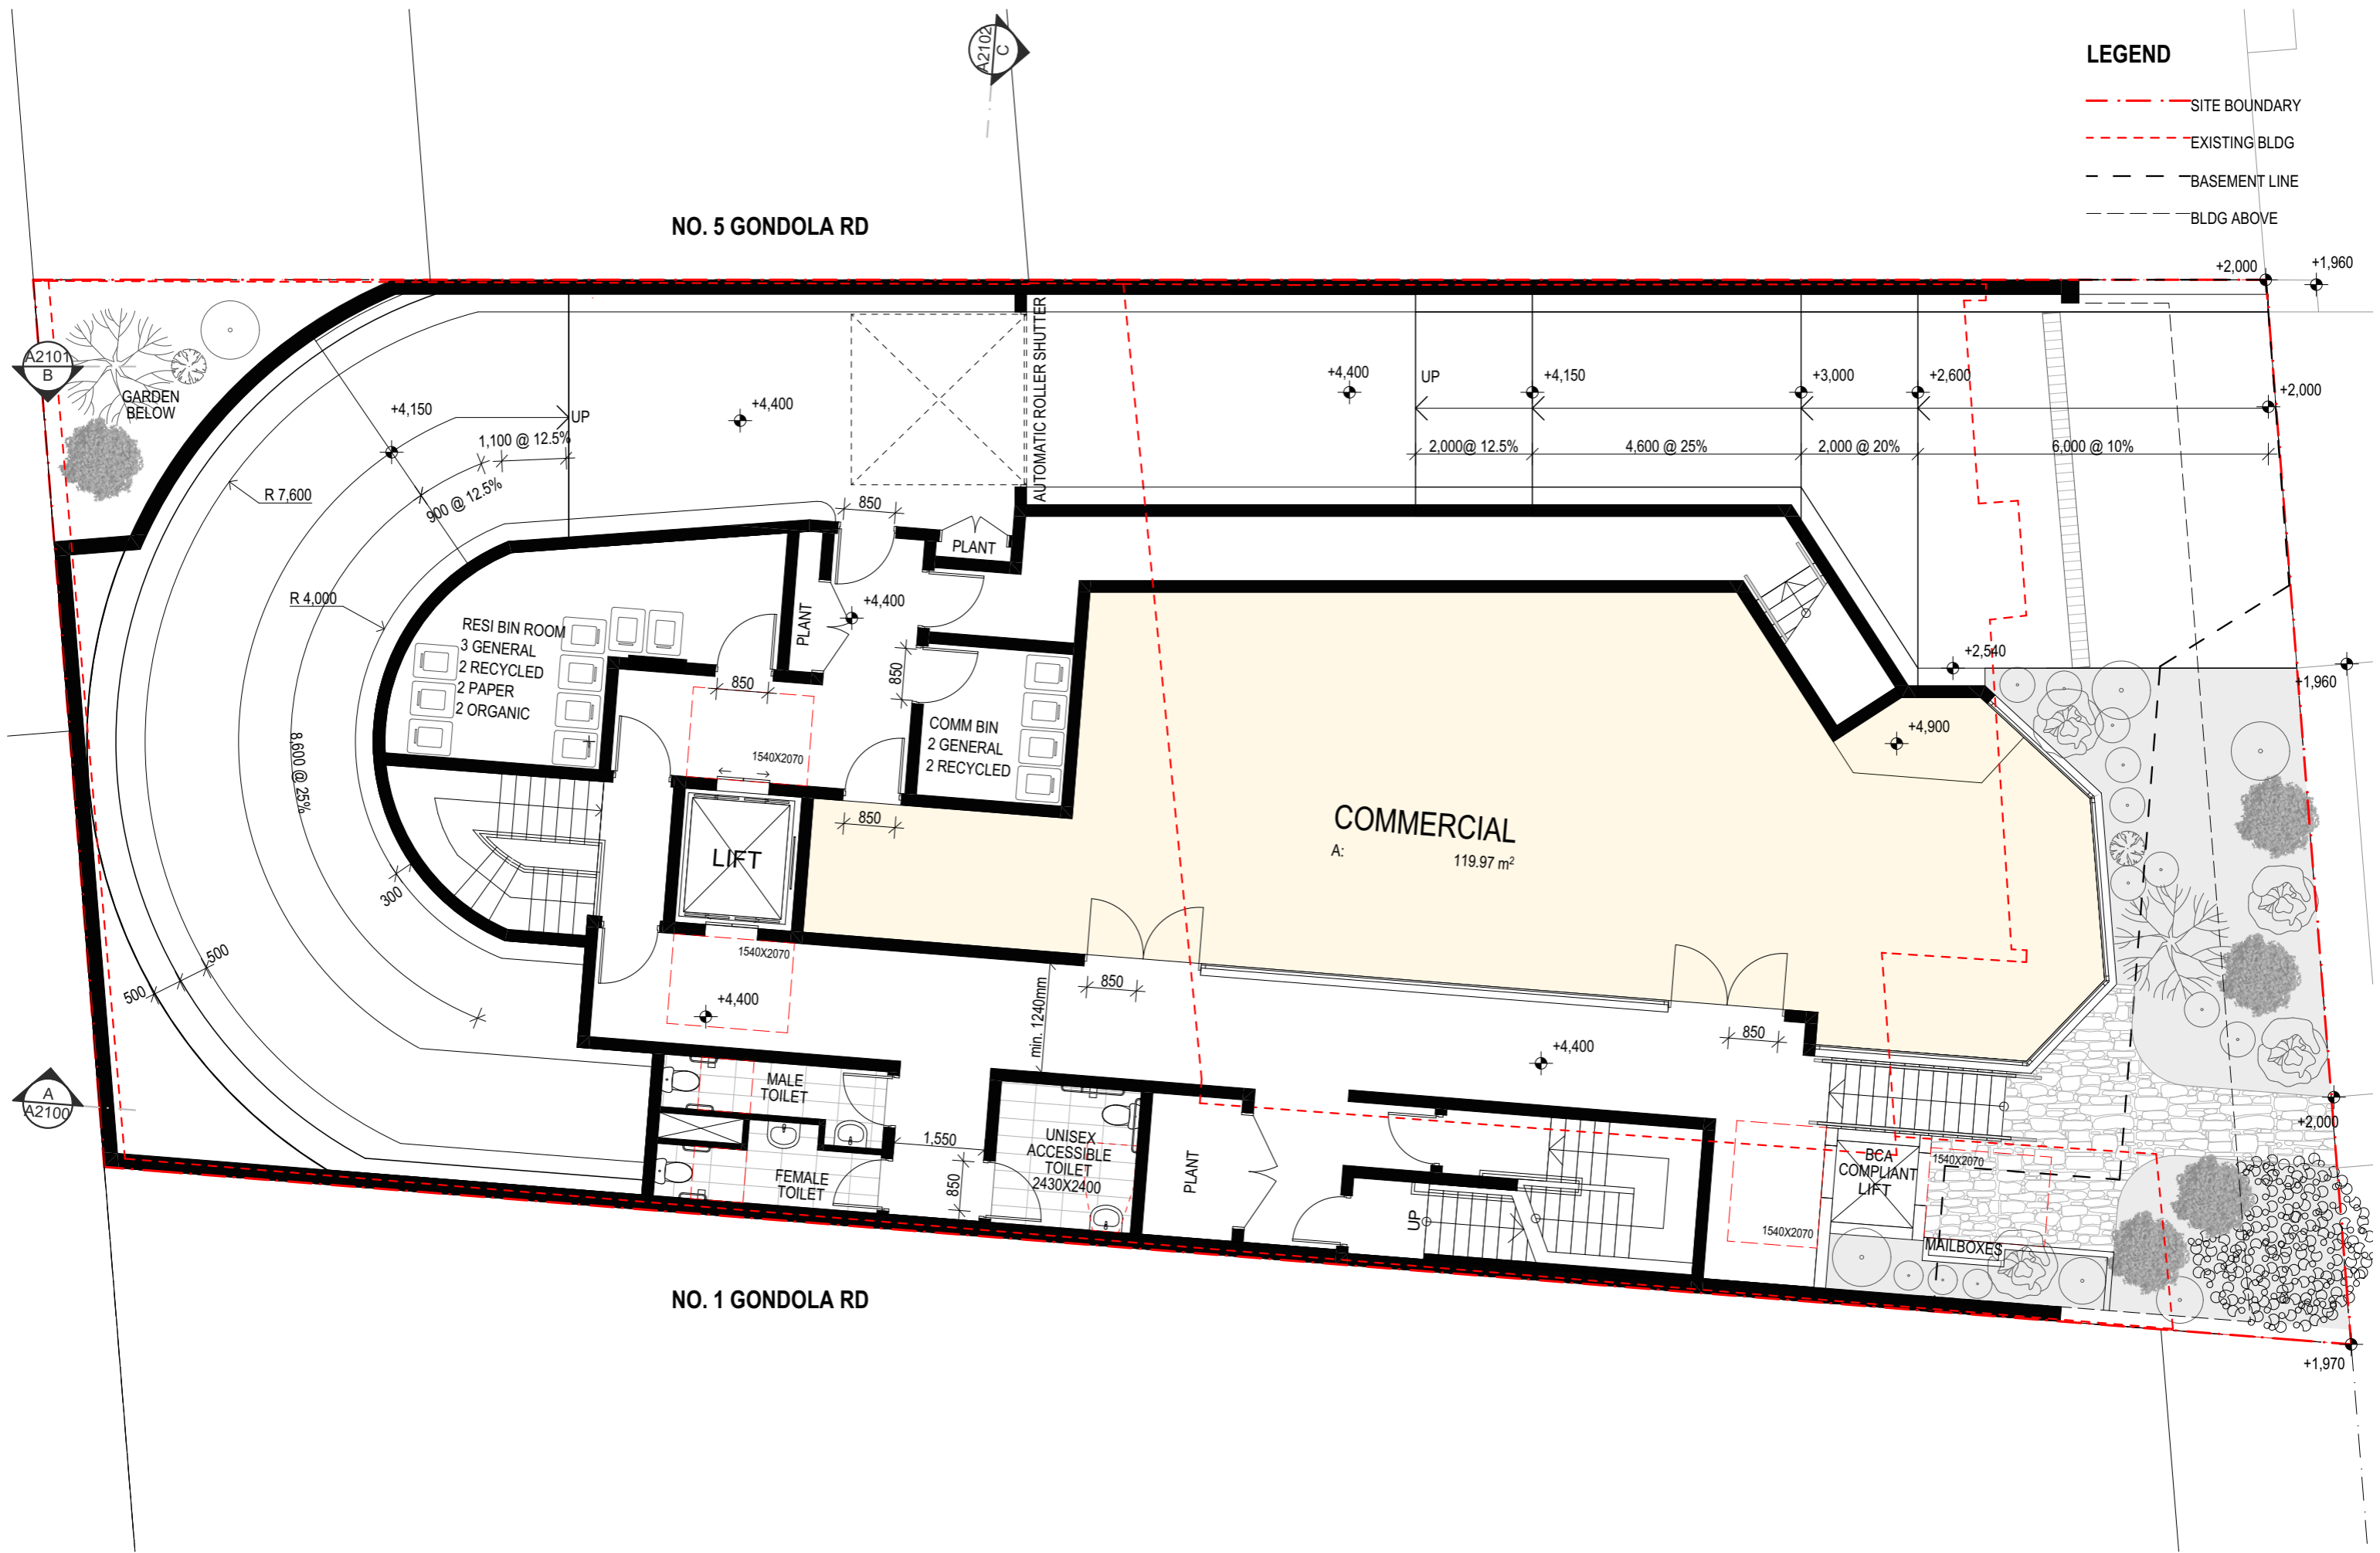 A2102
C
LEGEND
SITE BOUNDARY
EXISTING BLDG
BASEMENT LINE
BLDG ABOVE
NO. 5 GONDOLA RD
+2,000
+1,960
A2101
B
GARDEN
BELOW
+4,150
UP
1,100 @ 12.5%
900 @ 12.5%
+4,400
AUTOMATIC ROLLER SHUTTER
+4,400
UP
+4,150
+3,000
+2,600
+2,000
2,000@ 12.5%
4,600 @ 25%
2,000 @ 20%
6,000 @ 10%
R 7,600
850
PLANT
R 4,000
PLANT
+4,400
RESI BIN ROOM
3 GENERAL
2 RECYCLED
2 PAPER
2 ORGANIC
850
850
+2,540
+1,960
8,600 @ 25%
1540X2070
COMM BIN
2 GENERAL
2 RECYCLED
+4,900
850
LIFT
COMMERCIAL
A:
119.97 m²
300
500
500
1540X2070
+4,400
850
min. 1240mm
850
+4,400
A
A2100
MALE
TOILET
1,550
FEMALE
TOILET
850
UNISEX
ACCESSIBLE
TOILET
2430X2400
PLANT
UP
BCA
COMPLIANT
LIFT
1540X2070
1540X2070
MAILBOXES
+2,000
NO. 1 GONDOLA RD
+1,970